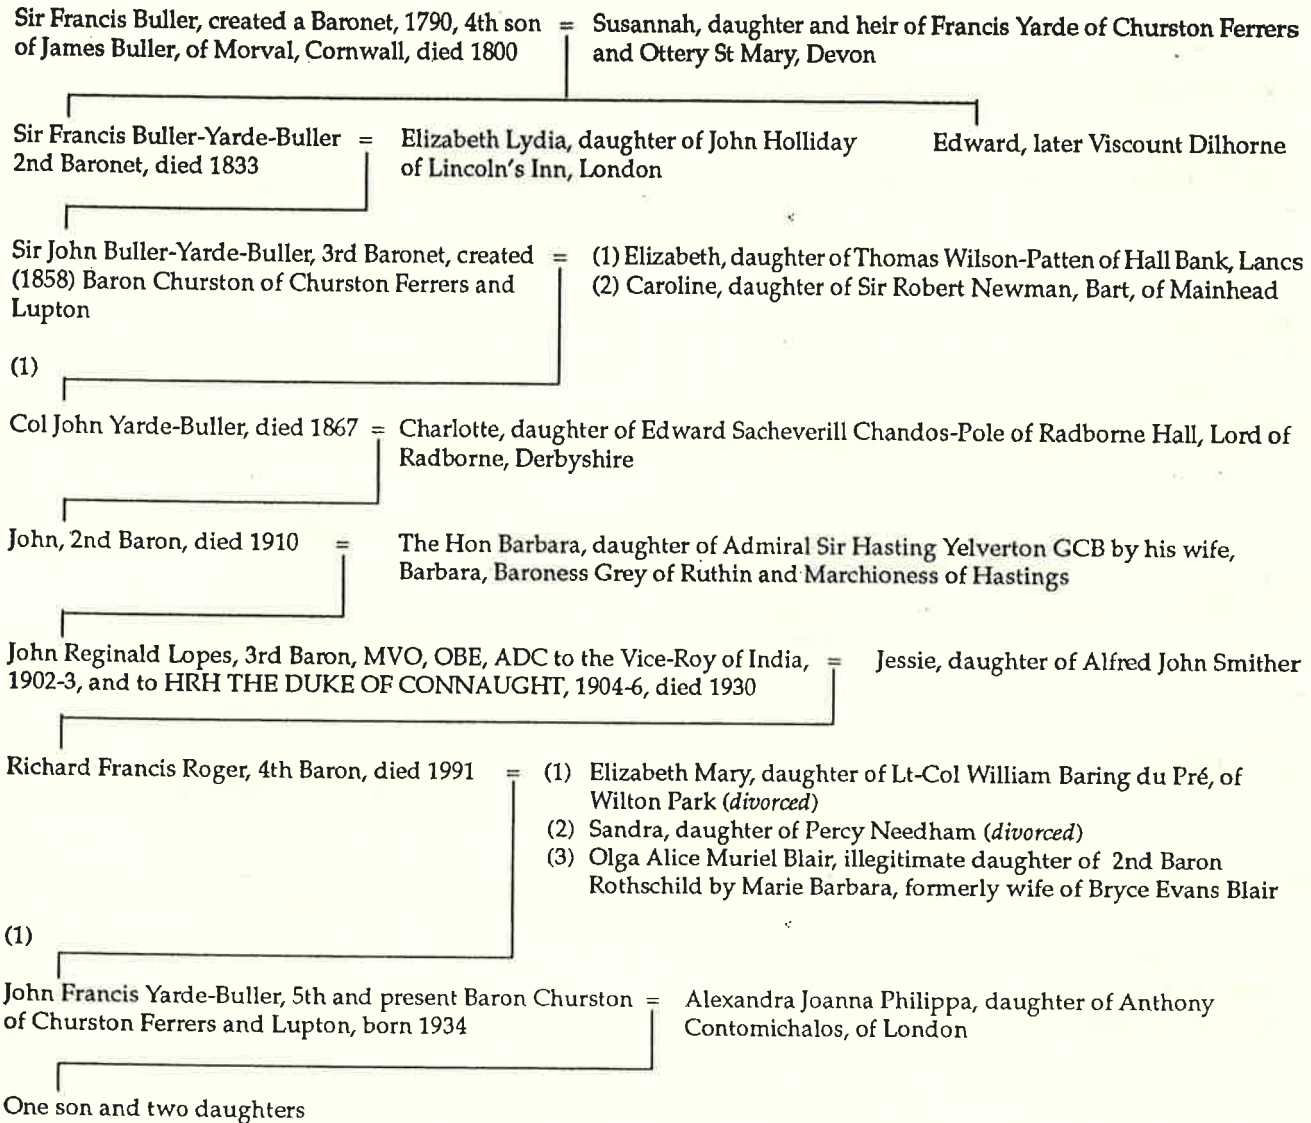 Sir Francis Buller, created a Baronet, 1790, 4th son = Susannah, daughter and heir of Francis Yarde of Churston Ferrers
of James Buller, of Morval, Cornwall, died 1800 and Ottery St Mary, Devon
Sir Francis Buller-Yarde-Buller = Elizabeth Lydia, daughter of John Holliday Edward, later Viscount Dilhorne
2nd Baronet, died 1833 of Lincoln's Inn, London
Sir John Buller-Yarde-Buller, 3rd Baronet, created = (1) Elizabeth, daughter of Thomas Wilson-Patten of Hall Bank, Lancs
(1858) Baron Churston of Churston Ferrers and (2) Caroline, daughter of Sir Robert Newman, Bart, of Mainhead
Lupton
(1)
Col John Yarde-Buller, died 1867 = Charlotte, daughter of Edward Sacheverill Chandos-Pole of Radborne Hall, Lord of
Radborne, Derbyshire
John, 2nd Baron, died 1910 = The Hon Barbara, daughter of Admiral Sir Hasting Yelverton GCB by his wife,
Barbara, Baroness Grey of Ruthin and Marchioness of Hastings
John Reginald Lopes, 3rd Baron, MVO, OBE, ADC to the Vice-Roy of India, = Jessie, daughter of Alfred John Smither
1902-3, and to HRH THE DUKE OF CONNAUGHT, 1904-6, died 1930
Richard Francis Roger, 4th Baron, died 1991 = (1) Elizabeth Mary, daughter of Lt-Col William Baring du Pré, of
Wilton Park (divorced)
(2) Sandra, daughter of Percy Needham (divorced)
(3) Olga Alice Muriel Blair, illegitimate daughter of 2nd Baron
Rothschild by Marie Barbara, formerly wife of Bryce Evans Blair
(1)
John Francis Yarde-Buller, 5th and present Baron Churston = Alexandra Joanna Philippa, daughter of Anthony
of Churston Ferrers and Lupton, born 1934 Contomichalos, of London
One son and two daughters